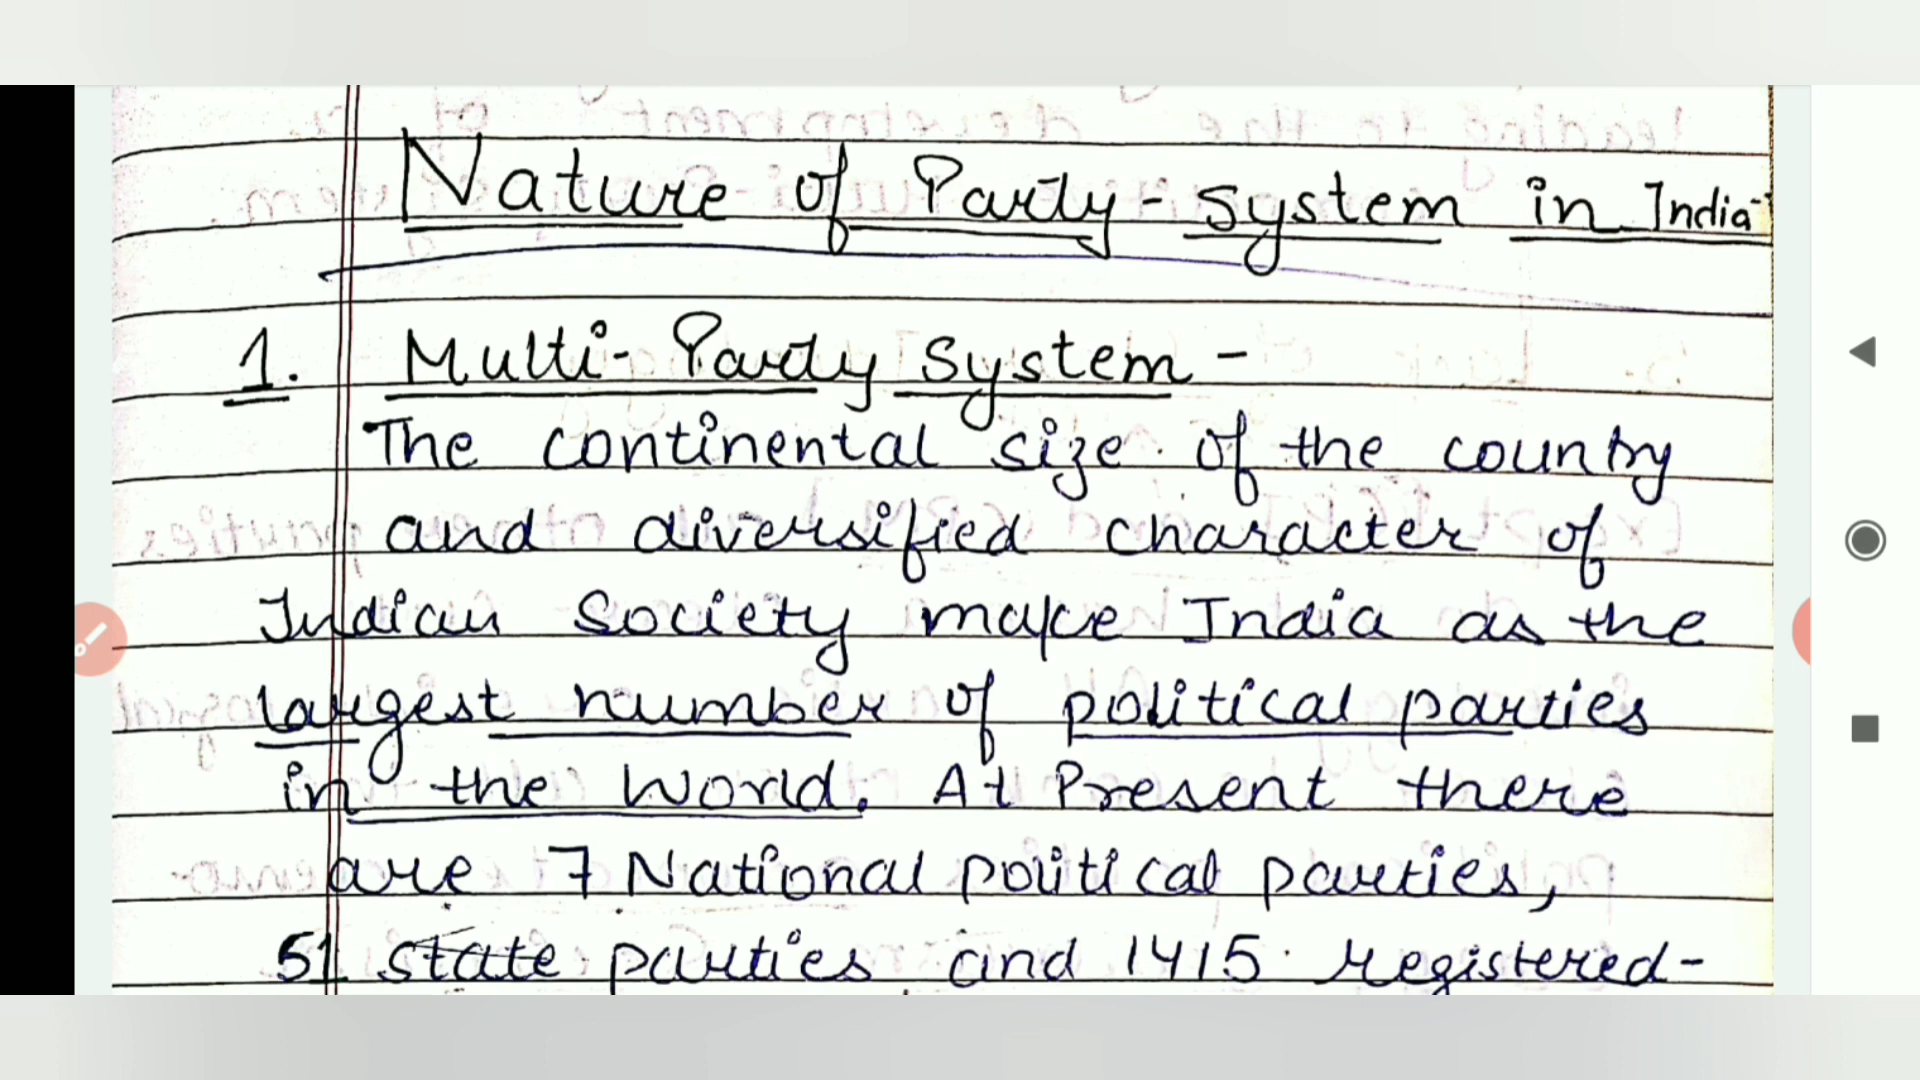 Nature of Party-System in India-
1. Multi-Party System -
The continental size of the country
and diversified character of
Indian Society make India as the
largest number of political parties
in the World. At Present there
are 7 National political parties,
51 state parties and 1415 registered-